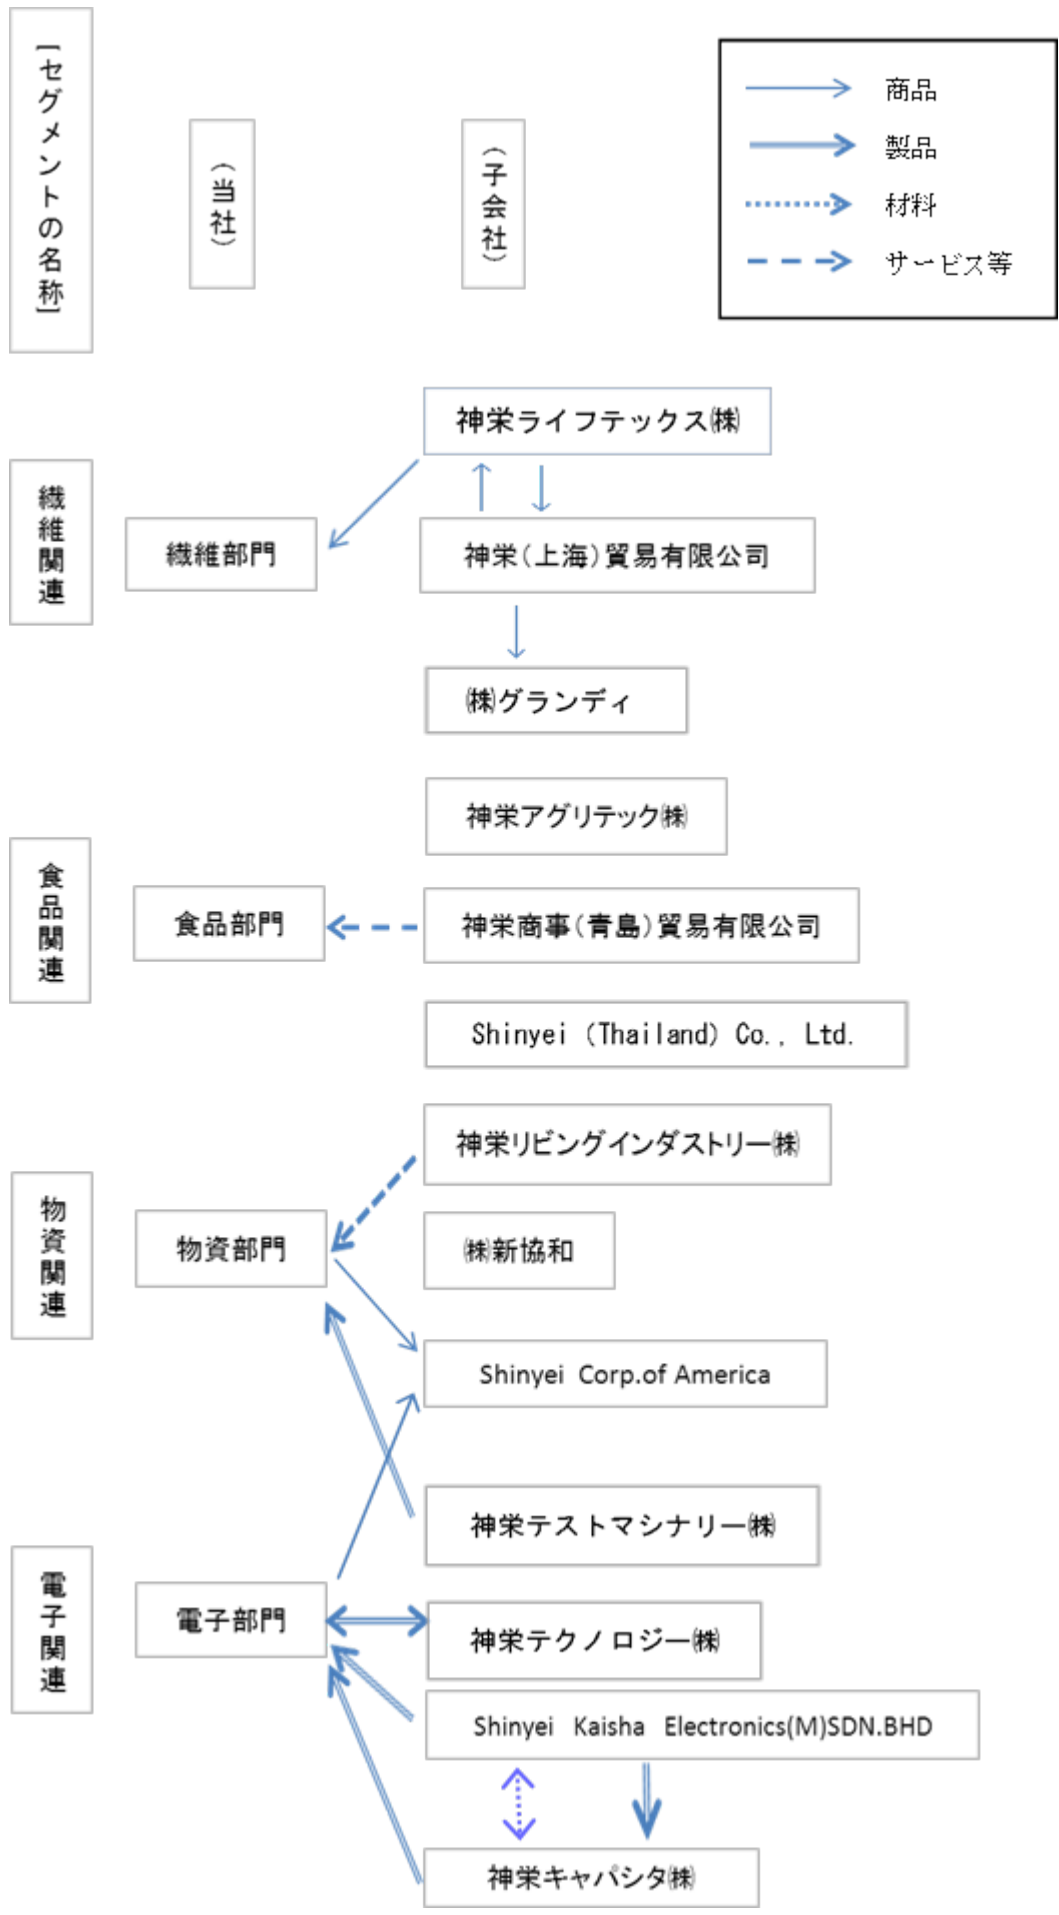 [セグメントの名称]
（当社）
（子会社）
商品
製品
材料
サービス等
繊維関連
繊維部門
神栄ライフテックス㈱
神栄（上海）貿易有限公司
㈱グランディ
食品関連
食品部門
神栄アグリテック㈱
神栄商事（青島）貿易有限公司
Shinyei (Thailand) Co., Ltd.
物資関連
物資部門
神栄リビングインダストリー㈱
㈱新協和
Shinyei Corp.of America
電子関連
電子部門
神栄テストマシナリー㈱
神栄テクノロジー㈱
Shinyei Kaisha Electronics(M)SDN.BHD
神栄キャパシタ㈱